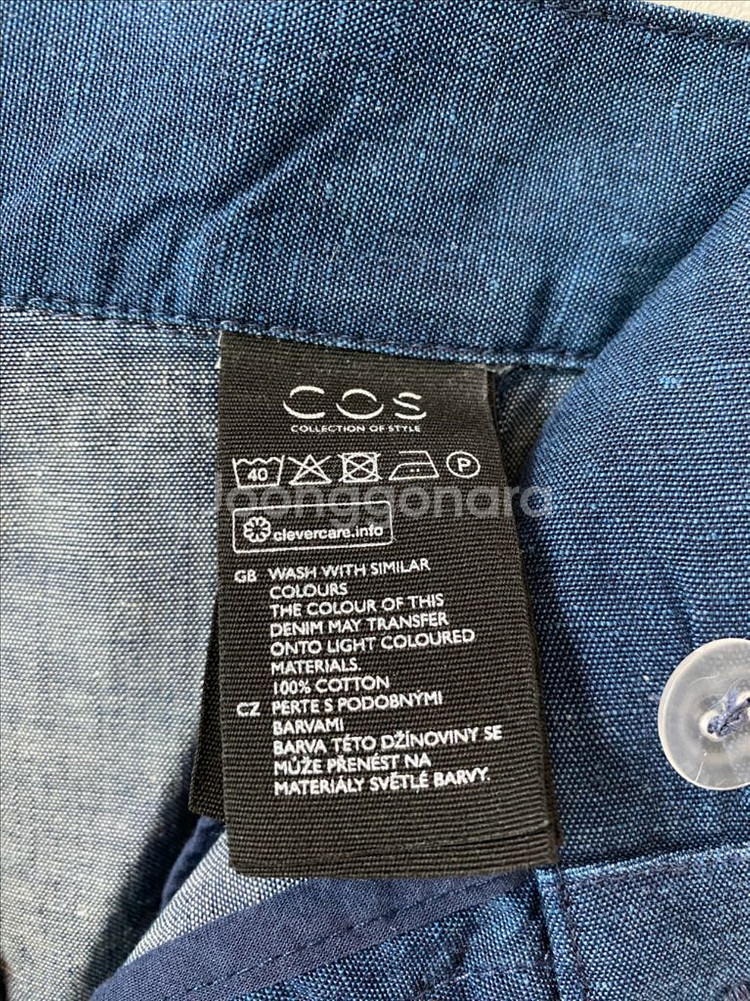 COS
COLLECTION OF STYLE
40
P
Joonggonara
clevercare.info
GB WASH WITH SIMILAR
COLOURS
THE COLOUR OF THIS
DENIM MAY TRANSFER
ONTO LIGHT COLOURED
MATERIALS.
100% COTTON
CZ PERTE S PODOBNÝMI
BARVAMI
BARVA TÉTO DŽÍNOVINY SE
MŮŽE PŘENÉST NA
MATERIÁLY SVĚTLÉ BARVY.